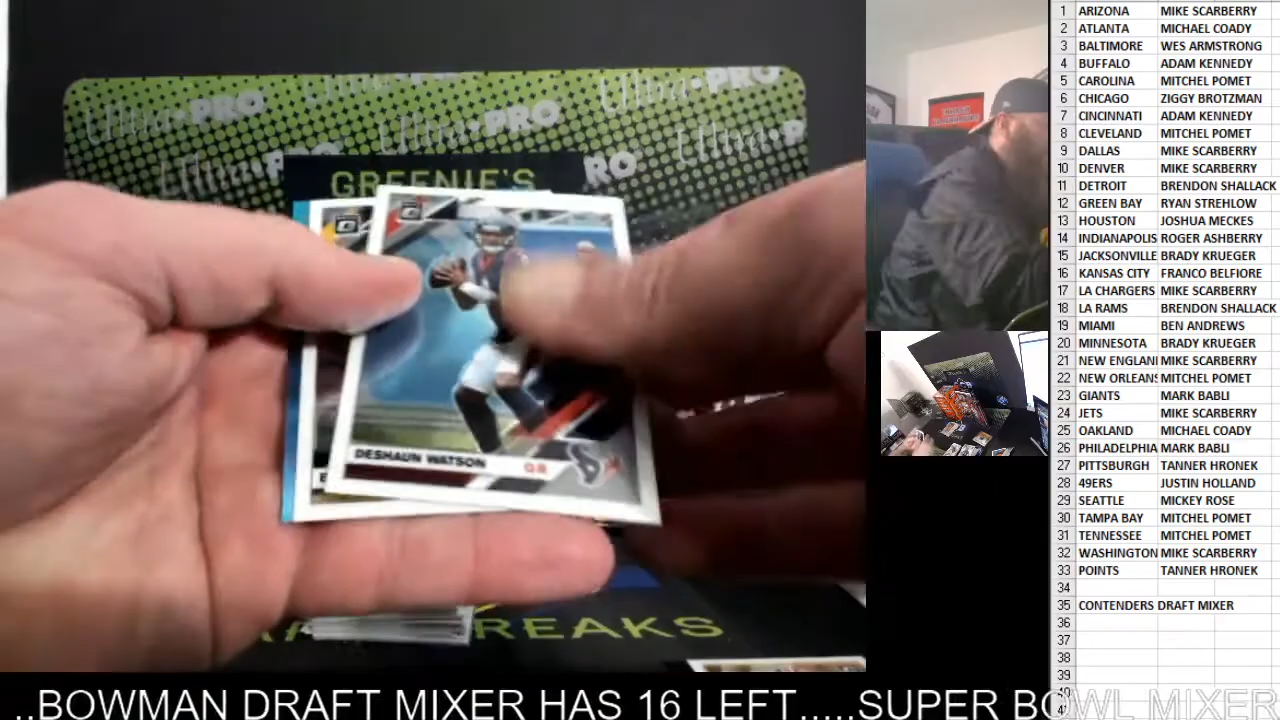 Ultra·PRO
PRO
GREENIE'S
DESHAUN WATSON QB
REAKS
1 ARIZONA MIKE SCARBERRY
2 ATLANTA MICHAEL COADY
3 BALTIMORE WES ARMSTRONG
4 BUFFALO ADAM KENNEDY
5 CAROLINA MITCHEL POMET
6 CHICAGO ZIGGY BROTZMAN
7 CINCINNATI ADAM KENNEDY
8 CLEVELAND MITCHEL POMET
9 DALLAS MIKE SCARBERRY
10 DENVER MIKE SCARBERRY
11 DETROIT BRENDON SHALLACK
12 GREEN BAY RYAN STREHLOW
13 HOUSTON JOSHUA MECKES
14 INDIANAPOLIS ROGER ASHBERRY
15 JACKSONVILLE BRADY KRUEGER
16 KANSAS CITY FRANCO BELFIORE
17 LA CHARGERS MIKE SCARBERRY
18 LA RAMS BRENDON SHALLACK
19 MIAMI BEN ANDREWS
20 MINNESOTA BRADY KRUEGER
21 NEW ENGLAN MIKE SCARBERRY
22 NEW ORLEANS MITCHEL POMET
23 GIANTS MARK BABLI
24 JETS MIKE SCARBERRY
25 OAKLAND MICHAEL COADY
26 PHILADELPHIA MARK BABLI
27 PITTSBURGH TANNER HRONEK
28 49ERS JUSTIN HOLLAND
29 SEATTLE MICKEY ROSE
30 TAMPA BAY MITCHEL POMET
31 TENNESSEE MITCHEL POMET
32 WASHINGTON MIKE SCARBERRY
33 POINTS TANNER HRONEK
34
35 CONTENDERS DRAFT MIXER
36
37
38
39
..BOWMAN DRAFT MIXER HAS 16 LEFT.....SUPER BOWL MIXER